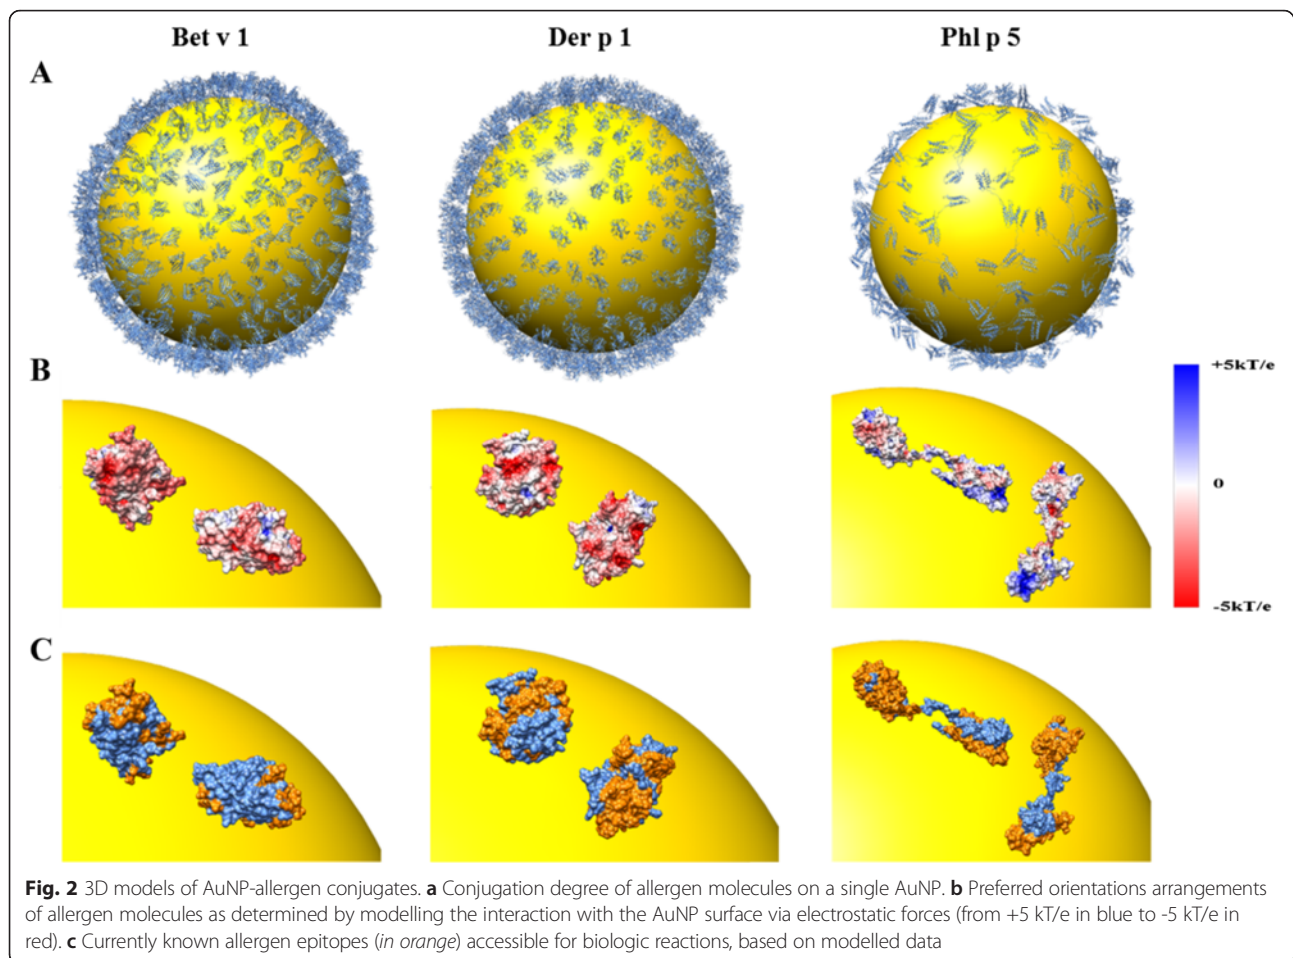 Bet v 1 Der p 1 Phl p 5
A
B
+5kT/e
0
-5kT/e
C
Fig. 2 3D models of AuNP-allergen conjugates. a Conjugation degree of allergen molecules on a single AuNP. b Preferred orientations arrangements
of allergen molecules as determined by modelling the interaction with the AuNP surface via electrostatic forces (from +5 kT/e in blue to -5 kT/e in
red). c Currently known allergen epitopes (in orange) accessible for biologic reactions, based on modelled data